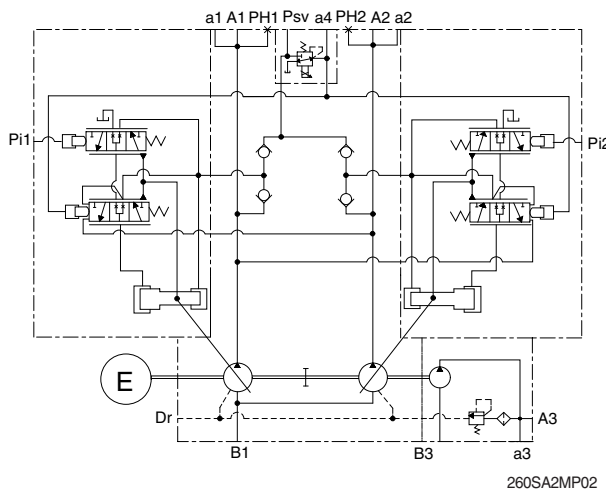 a1 A1 PH1 Psv a4 PH2 A2 a2
Pi1
Pi2
E
Dr
A3
B1
B3
a3
260SA2MP02